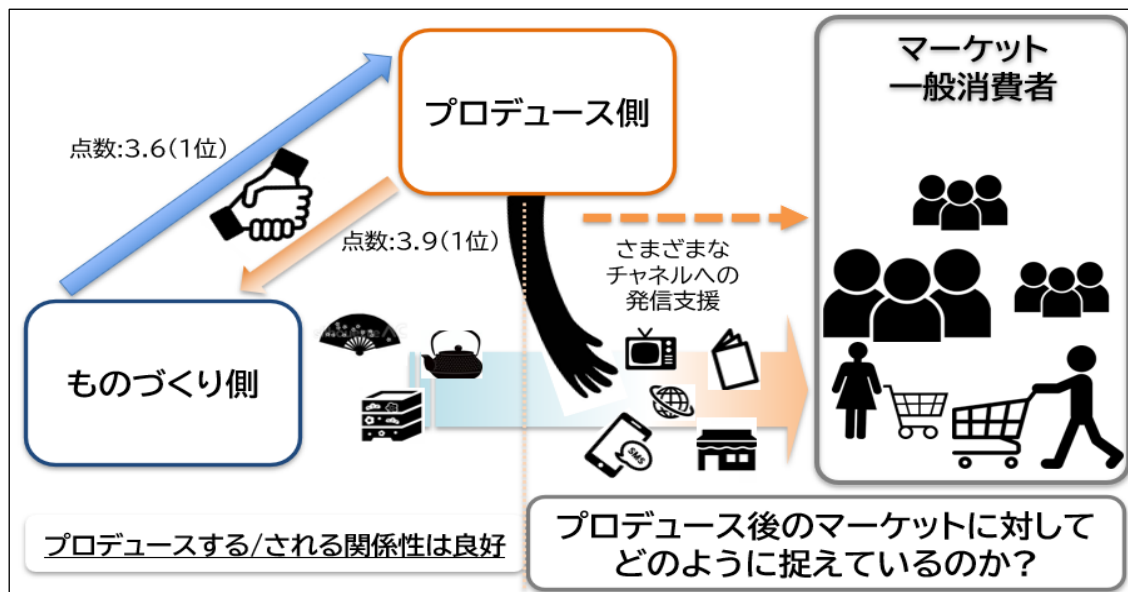 マーケット
一般消費者
プロデュース側
点数:3.6(1位)
点数:3.9(1位)
さまざまな
チャネルへの
発信支援
ものづくり側
SMS
プロデュースする/される関係性は良好
プロデュース後のマーケットに対して
どのように捉えているのか?